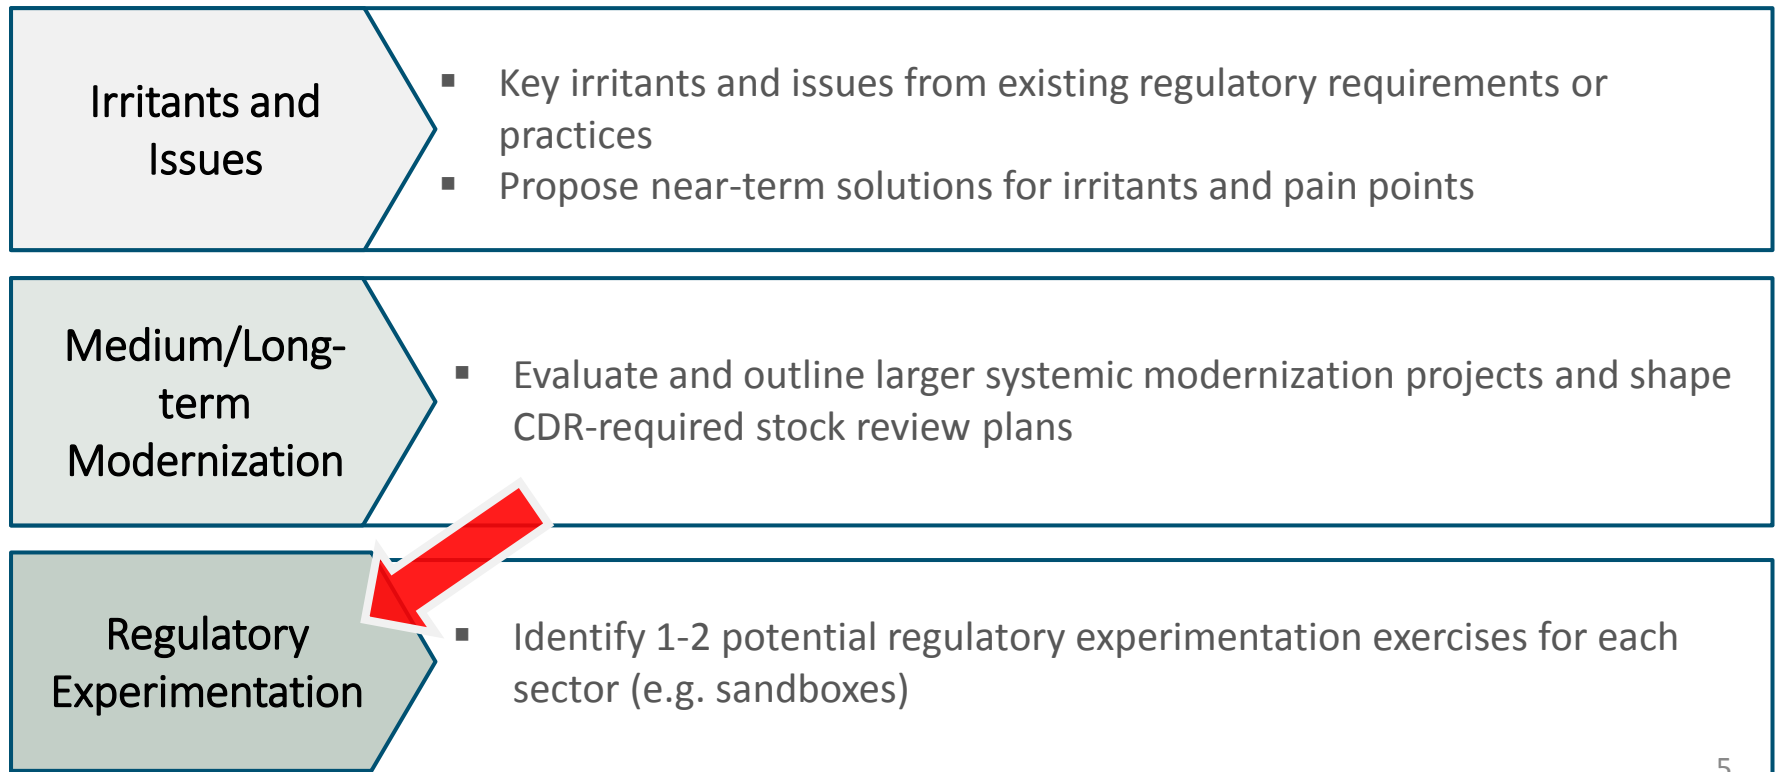 Irritants and
Issues
▪ Key irritants and issues from existing regulatory requirements or
practices
▪ Propose near-term solutions for irritants and pain points
Medium/Long-
term
Modernization
▪ Evaluate and outline larger systemic modernization projects and shape
CDR-required stock review plans
Regulatory
Experimentation
▪ Identify 1-2 potential regulatory experimentation exercises for each
sector (e.g. sandboxes)
5